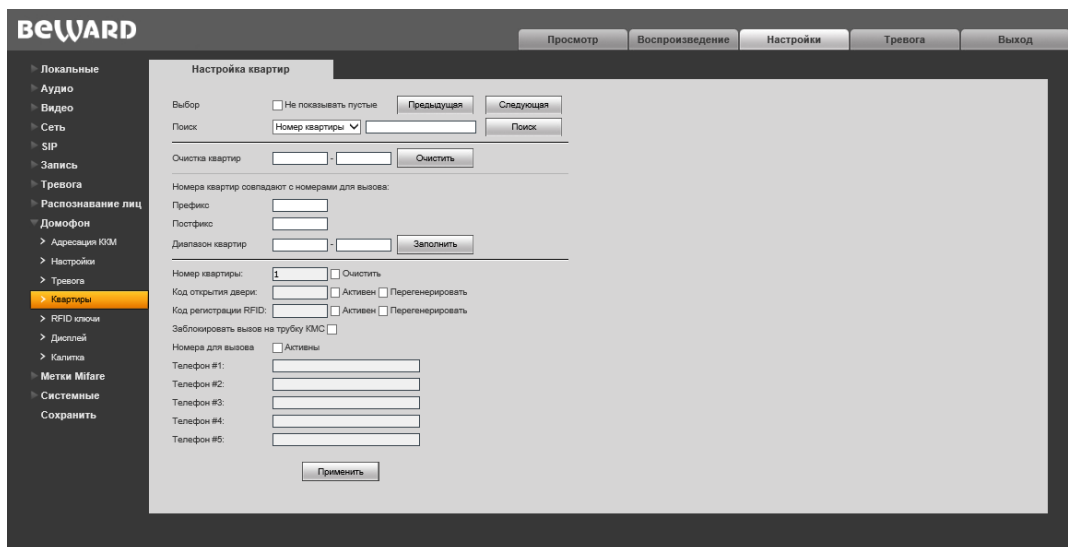 BEWARD
Просмотр Воспроизведение Настройки Тревога Выход
Локальные
Аудио
Видео
Сеть
SIP
Запись
Тревога
Распознавание лиц
Домофон
Адресация ККМ
Настройки
Тревога
Квартиры
RFID ключи
Дисплей
Калитка
Метки Mifare
Системные
Сохранить
Настройка квартир
Выбор Не показывать пустые Предыдущая Следующая
Поиск Номер квартиры Поиск
Очистка квартир - Очистить
Номера квартир совпадают с номерами для вызова:
Префикс
Постфикс
Диапазон квартир - Заполнить
Номер квартиры: 1 Очистить
Код открытия двери: Активен Перегенерировать
Код регистрации RFID: Активен Перегенерировать
Заблокировать вызов на трубку КМС
Номера для вызова Активны
Телефон #1:
Телефон #2:
Телефон #3:
Телефон #4:
Телефон #5:
Применить